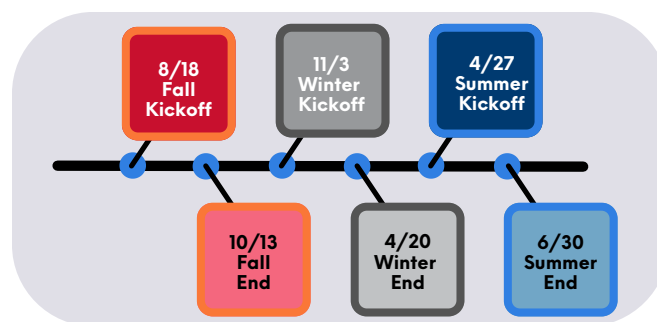 8/18
Fall
Kickoff
11/3
Winter
Kickoff
4/27
Summer
Kickoff
10/13
Fall
End
4/20
Winter
End
6/30
Summer
End